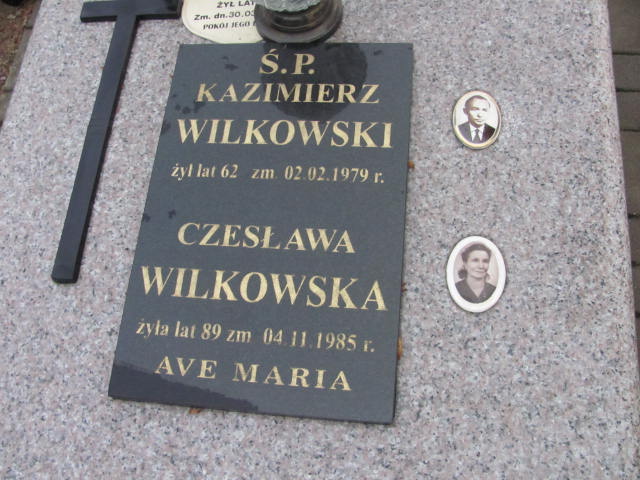 ŻYŁ LAT
Zm. dn.30.03
POKÓJ JEGO
Ś.P.
KAZIMIERZ
WILKOWSKI
żył lat 62 zm. 02.02.1979 r.
CZESŁAWA
WILKOWSKA
żyła lat 89 zm 04.11.1985 r.
AVE MARIA